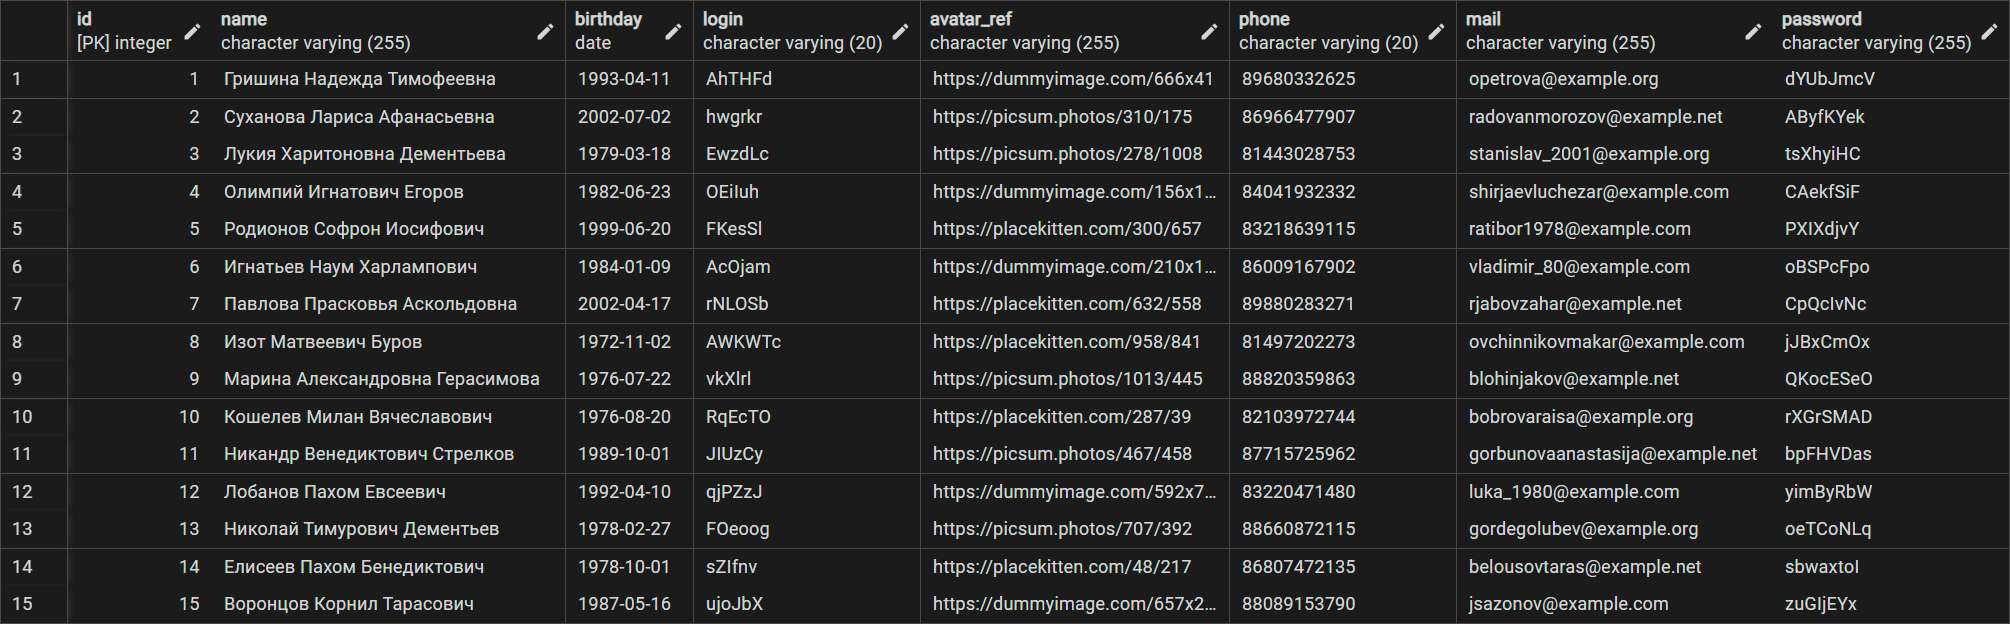 id name birthday login avatar_ref phone mail password
[PK] integer character varying (255) date character varying (20) character varying (255) character varying (20) character varying (255) character varying (255)
1 1 Гришина Надежда Тимофеевна 1993-04-11 AhTHFd https://dummyimage.com/666x41 89680332625 opetrova@example.org dYUbJmcV
2 2 Суханова Лариса Афанасьевна 2002-07-02 hwgrkr https://picsum.photos/310/175 86966477907 radovanmorozov@example.net AByfKYek
3 3 Лукия Харитоновна Дементьева 1979-03-18 EwzdLc https://picsum.photos/278/1008 81443028753 stanislav_2001@example.org tsXhyiHC
4 4 Олимпий Игнатович Егоров 1982-06-23 OEiIuh https://dummyimage.com/156x1… 84041932332 shirjaevluchezar@example.com CAekfSiF
5 5 Родионов Софрон Иосифович 1999-06-20 FKesSl https://placekitten.com/300/657 83218639115 ratibor1978@example.com PXIXdjvY
6 6 Игнатьев Наум Харлампович 1984-01-09 AcOjam https://dummyimage.com/210x1… 86009167902 vladimir_80@example.com oBSPcFpo
7 7 Павлова Прасковья Аскольдовна 2002-04-17 rNLOSb https://placekitten.com/632/558 89880283271 rjabovzahar@example.net CpQcIvNc
8 8 Изот Матвеевич Буров 1972-11-02 AWKWTc https://placekitten.com/958/841 81497202273 ovchinnikovmakar@example.com jJBxCmOx
9 9 Марина Александровна Герасимова 1976-07-22 vkXlrl https://picsum.photos/1013/445 88820359863 blohinjakov@example.net QKocESeO
10 10 Кошелев Милан Вячеславович 1976-08-20 RqEcTO https://placekitten.com/287/39 82103972744 bobrovaraisa@example.org rXGrSMAD
11 11 Никандр Венедиктович Стрелков 1989-10-01 JIUzCy https://picsum.photos/467/458 87715725962 gorbunovaanastasija@example.net bpFHVDas
12 12 Лобанов Пахом Евсеевич 1992-04-10 qjPZzJ https://dummyimage.com/592x7… 83220471480 luka_1980@example.com yimByRbW
13 13 Николай Тимурович Дементьев 1978-02-27 FOeoog https://picsum.photos/707/392 88660872115 gordegolubev@example.org oeTCoNLq
14 14 Елисеев Пахом Бенедиктович 1978-10-01 sZIfnv https://placekitten.com/48/217 86807472135 belousovtaras@example.net sbwaxtoI
15 15 Воронцов Корнил Тарасович 1987-05-16 ujoJbX https://dummyimage.com/657x2… 88089153790 jsazonov@example.com zuGIjEYx